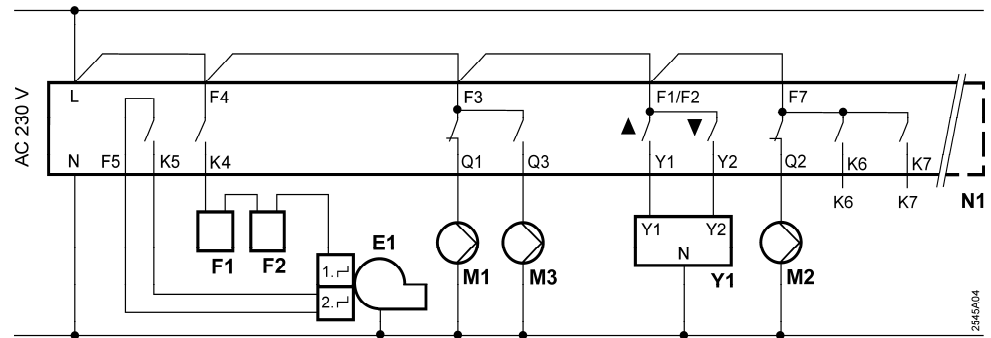 AC 230 V
L F4 F3 F1/F2 F7
▲ ▼
N F5 K5 K4 Q1 Q3 Y1 Y2 Q2 K6 K7
K6 K7 N1
Y1 Y2
F1 F2 E1 M1 M3 N M2
1. Y1
2.
2545A04